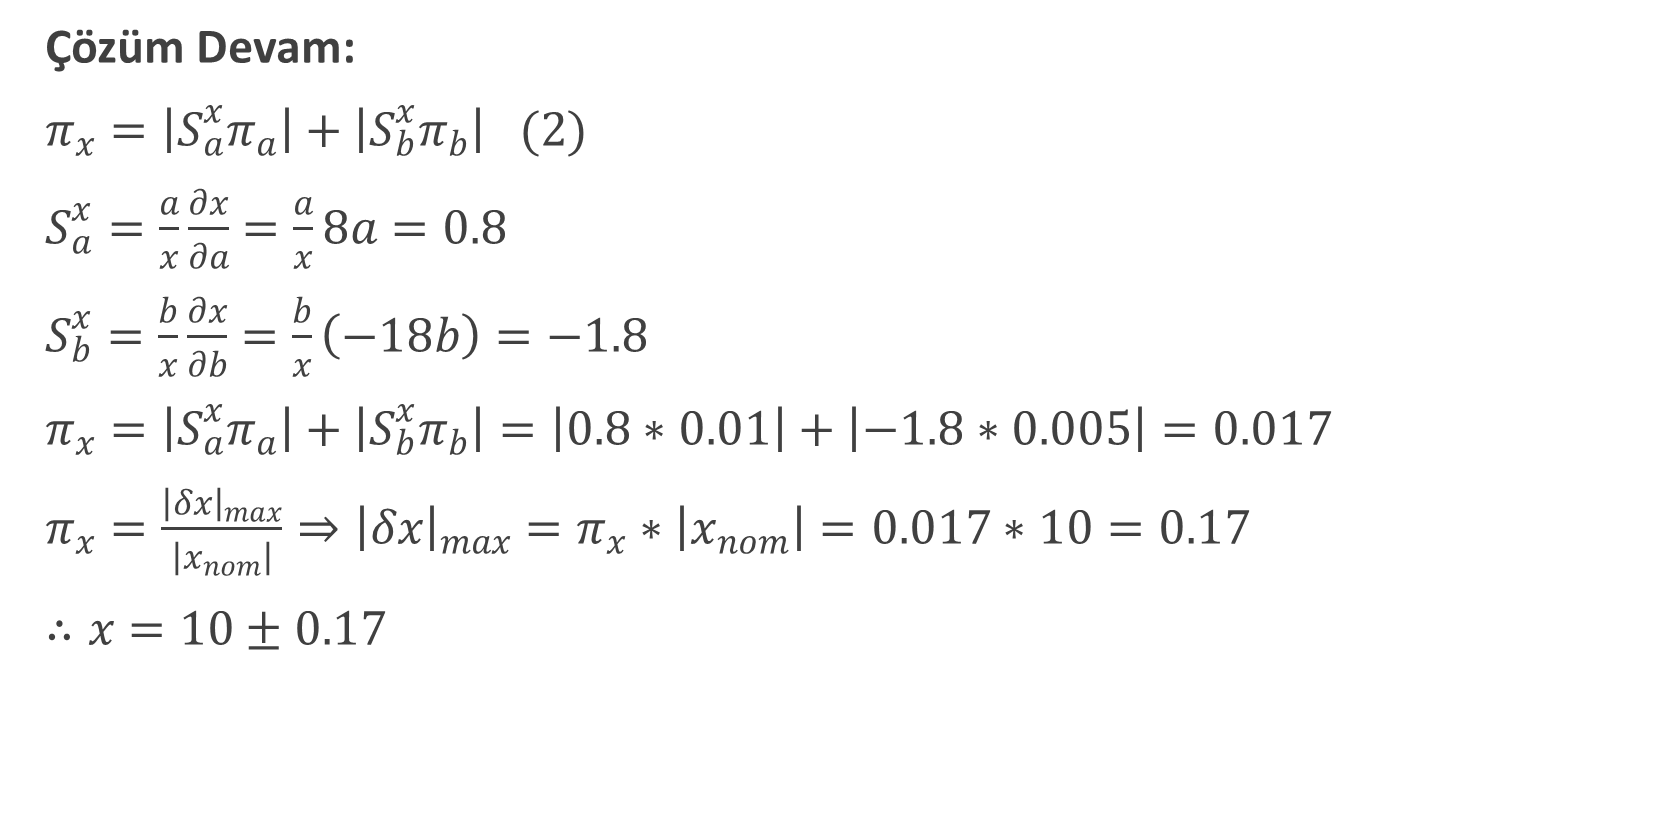 Çözüm Devam:
π_x = |S_a^x π_a| + |S_b^x π_b| (2)
S_a^x = a/x ∂x/∂a = a/x 8a = 0.8
S_b^x = b/x ∂x/∂b = b/x (−18b) = −1.8
π_x = |S_a^x π_a| + |S_b^x π_b| = |0.8 * 0.01| + |−1.8 * 0.005| = 0.017
π_x = |δx|_max / |x_nom| ⇒ |δx|_max = π_x * |x_nom| = 0.017 * 10 = 0.17
∴ x = 10 ± 0.17